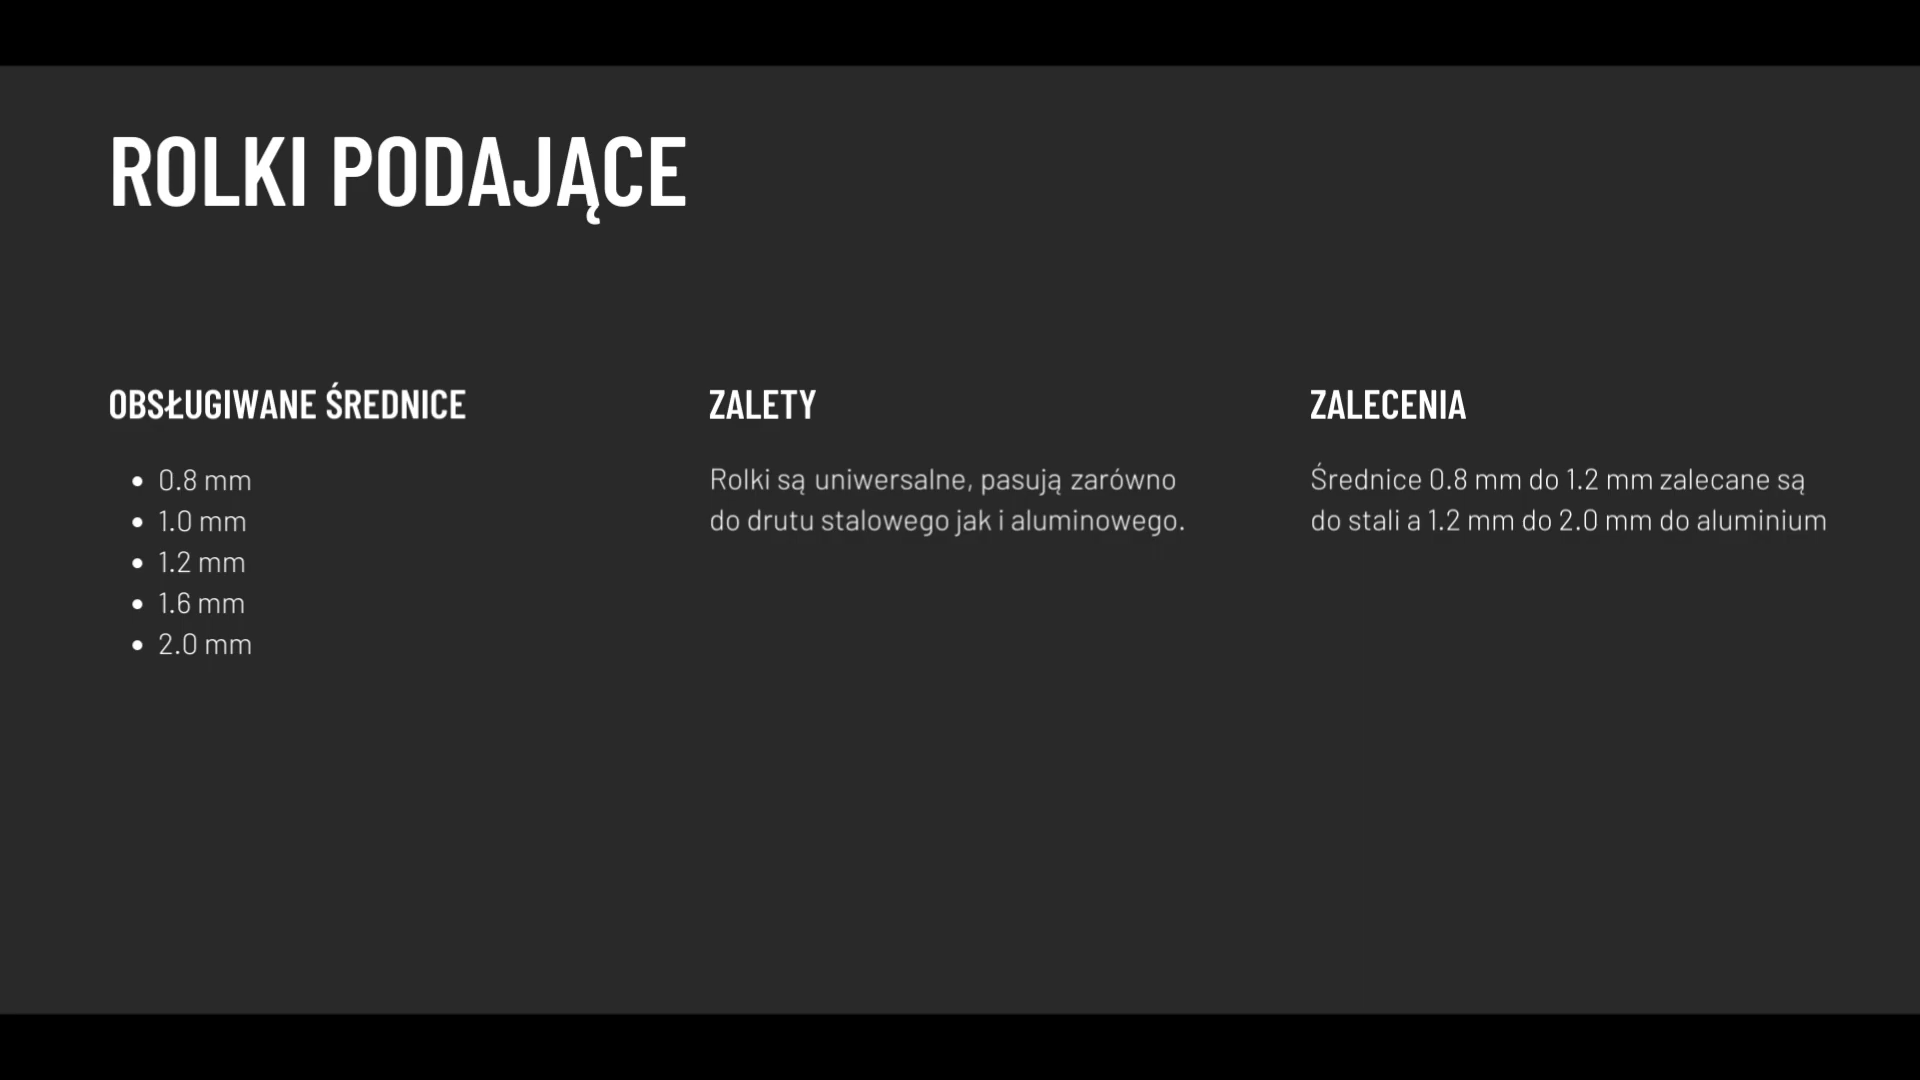 ROLKI PODAJĄCE
OBSŁUGIWANE ŚREDNICE
0.8 mm
1.0 mm
1.2 mm
1.6 mm
2.0 mm
ZALETY
Rolki są uniwersalne, pasują zarówno
do drutu stalowego jak i aluminowego.
ZALECENIA
Średnice 0.8 mm do 1.2 mm zalecane są
do stali a 1.2 mm do 2.0 mm do aluminium